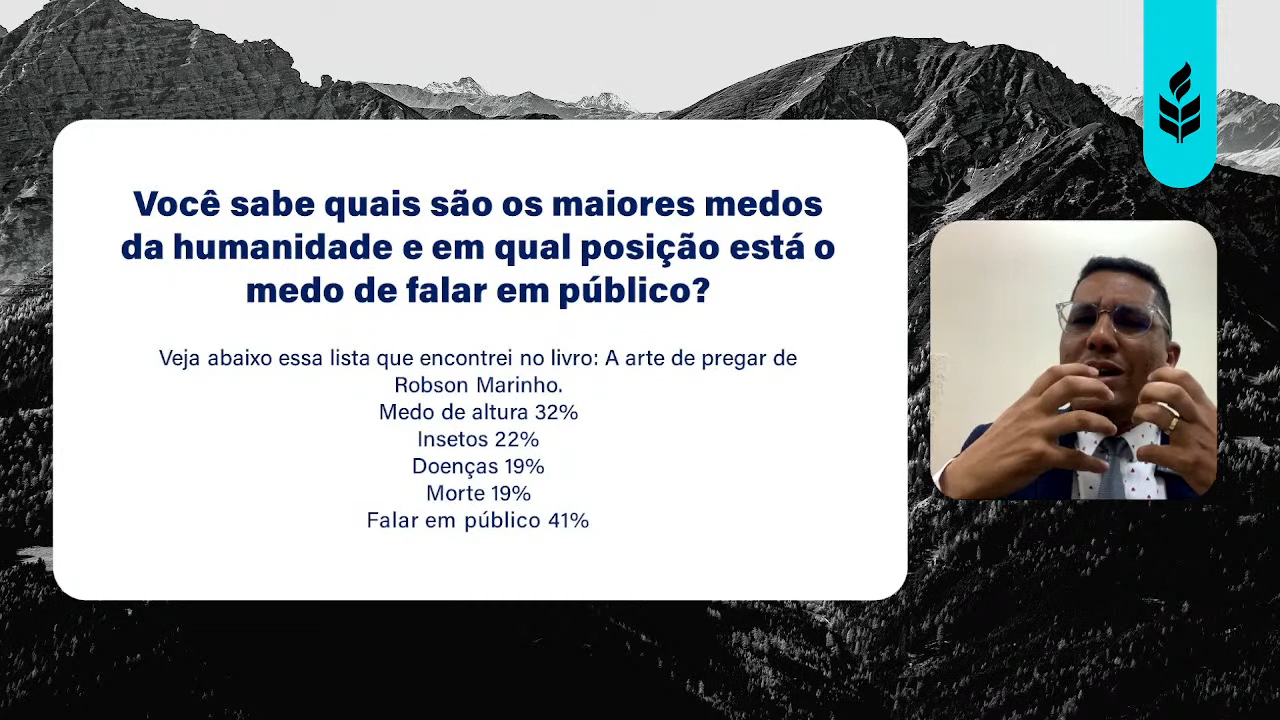 Você sabe quais são os maiores medos
da humanidade e em qual posição está o
medo de falar em público?
Veja abaixo essa lista que encontrei no livro: A arte de pregar de
Robson Marinho.
Medo de altura 32%
Insetos 22%
Doenças 19%
Morte 19%
Falar em público 41%